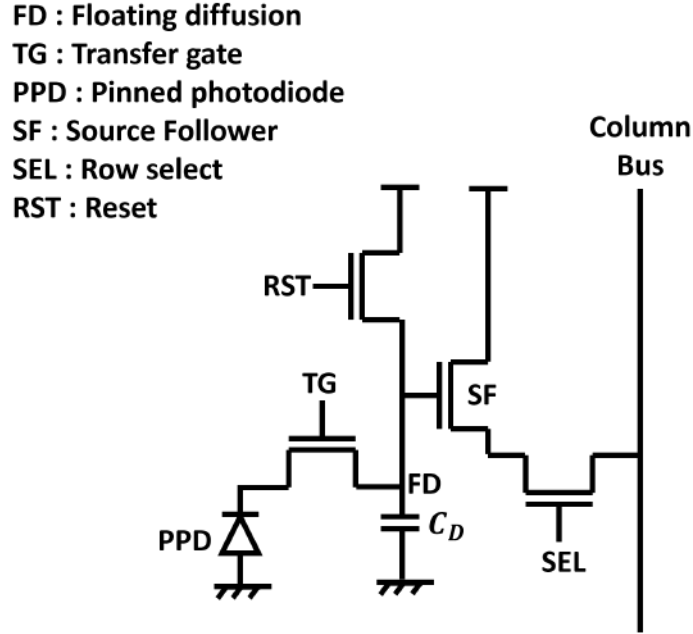 FD : Floating diffusion
TG : Transfer gate
PPD : Pinned photodiode
SF : Source Follower
SEL : Row select
RST : Reset
Column
Bus
RST
TG
SF
FD
C_D
PPD
SEL